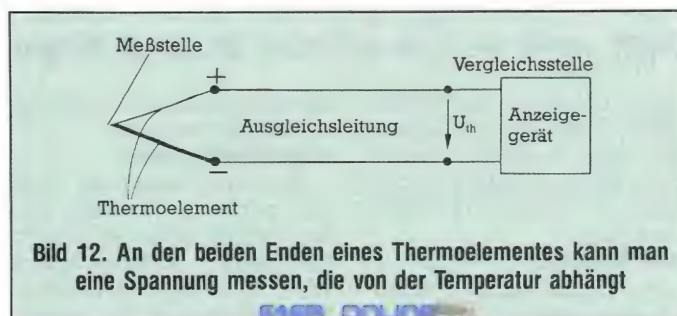 Meßstelle
Vergleichsstelle
+
Ausgleichsleitung
Uth
Anzeige-
gerät
−
Thermoelement
Bild 12. An den beiden Enden eines Thermoelementes kann man
eine Spannung messen, die von der Temperatur abhängt